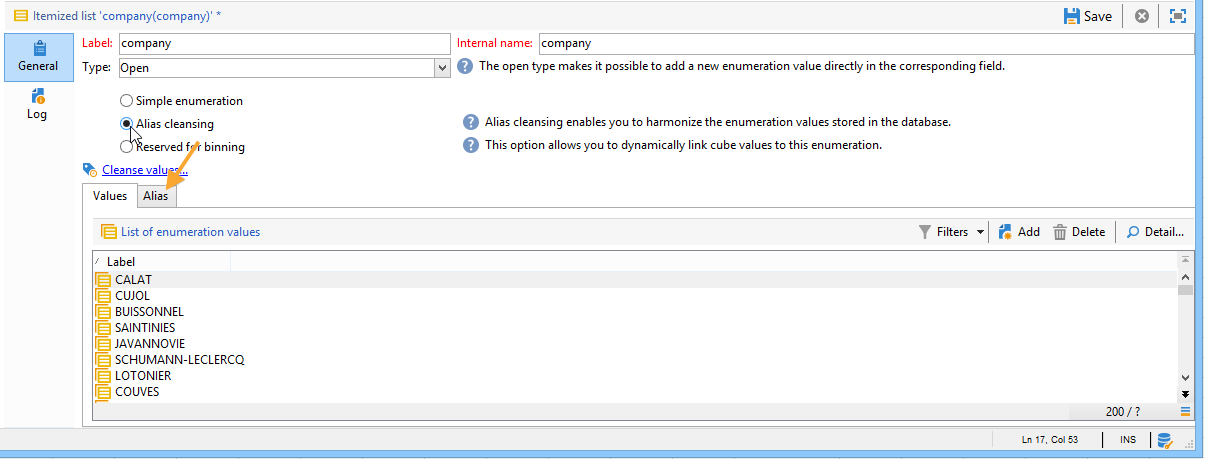 Itemized list 'company(company)' *
Save
General
Log
Label: company
Internal name: company
Type: Open
The open type makes it possible to add a new enumeration value directly in the corresponding field.
Simple enumeration
Alias cleansing
Alias cleansing enables you to harmonize the enumeration values stored in the database.
Reserved for binning
This option allows you to dynamically link cube values to this enumeration.
Cleanse values...
Values
Alias
List of enumeration values
Filters
Add
Delete
Detail...
Label
CALAT
CUJOL
BUISSONNEL
SAINTINIES
JAVANNOVIE
SCHUMANN-LECLERCQ
LOTONIER
COUVES
200 / ?
Ln 17, Col 53
INS